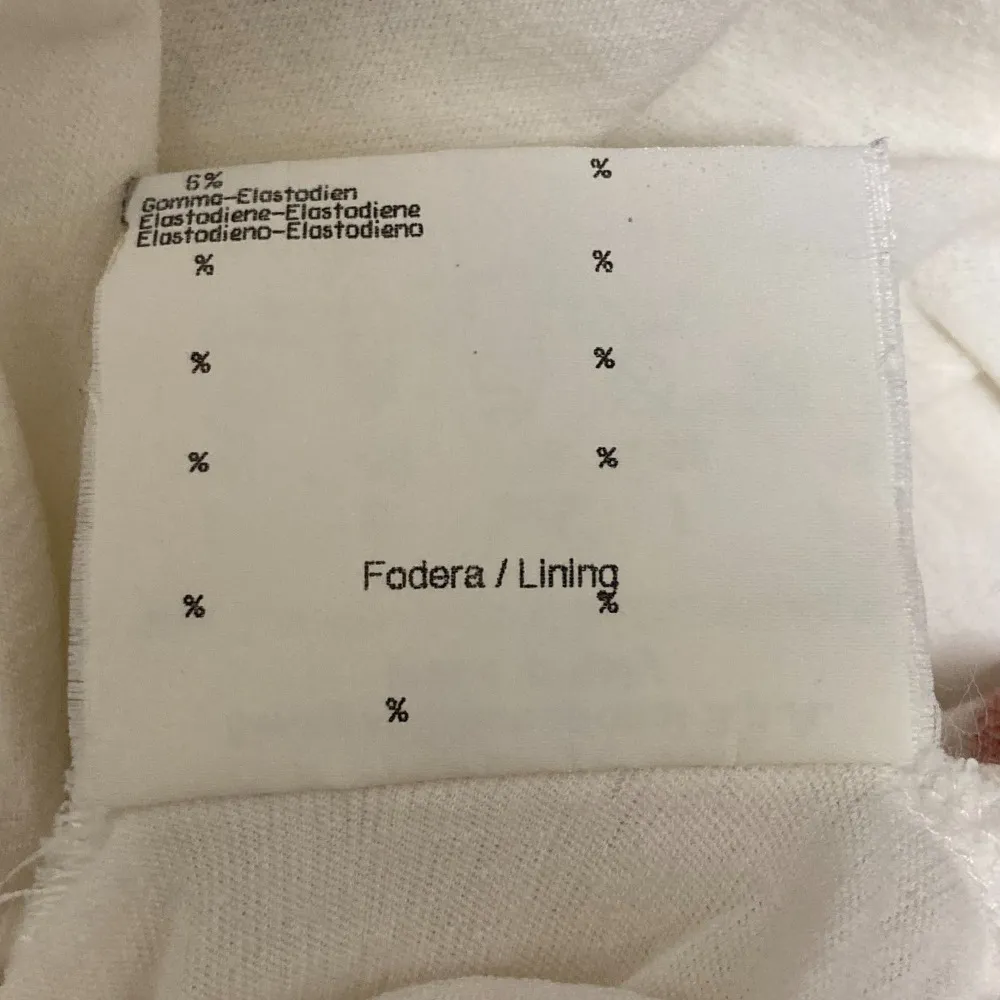 6% %
Gomma-Elastodien
Elastodiene-Elastodiene
Elastodieno-Elastodieno
% %
% %
% %
Fodera / Lining
% %
%